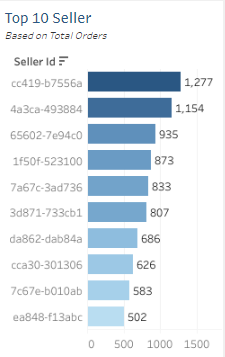 Top 10 Seller
Based on Total Orders
Seller Id
cc419-b7556a 1,277
4a3ca-493884 1,154
65602-7e94c0 935
1f50f-523100 873
7a67c-3ad736 833
3d871-733cb1 807
da862-dab84a 686
cca30-301306 626
7c67e-b010ab 583
ea848-f13abc 502
0 500 1000 1500